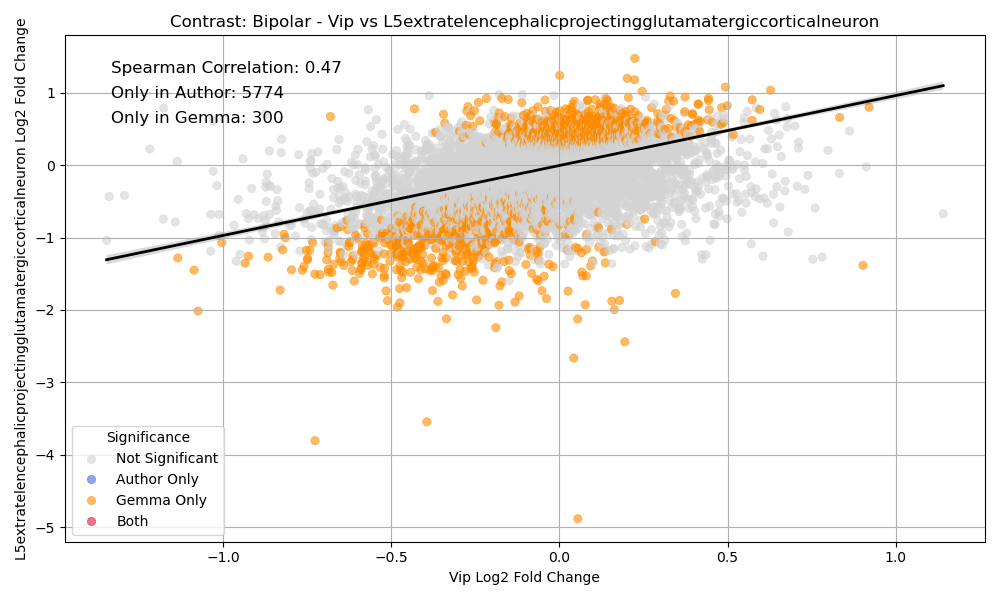 Contrast: Bipolar - Vip vs L5extratelencephalicprojectingglutamatergiccorticalneuron
L5extratelencephalicprojectingglutamatergiccorticalneuron Log2 Fold Change
Spearman Correlation: 0.47
Only in Author: 5774
Only in Gemma: 300
1
0
−1
−2
−3
−4
−5
Significance
Not Significant
Author Only
Gemma Only
Both
−1.0
−0.5
0.0
0.5
1.0
Vip Log2 Fold Change